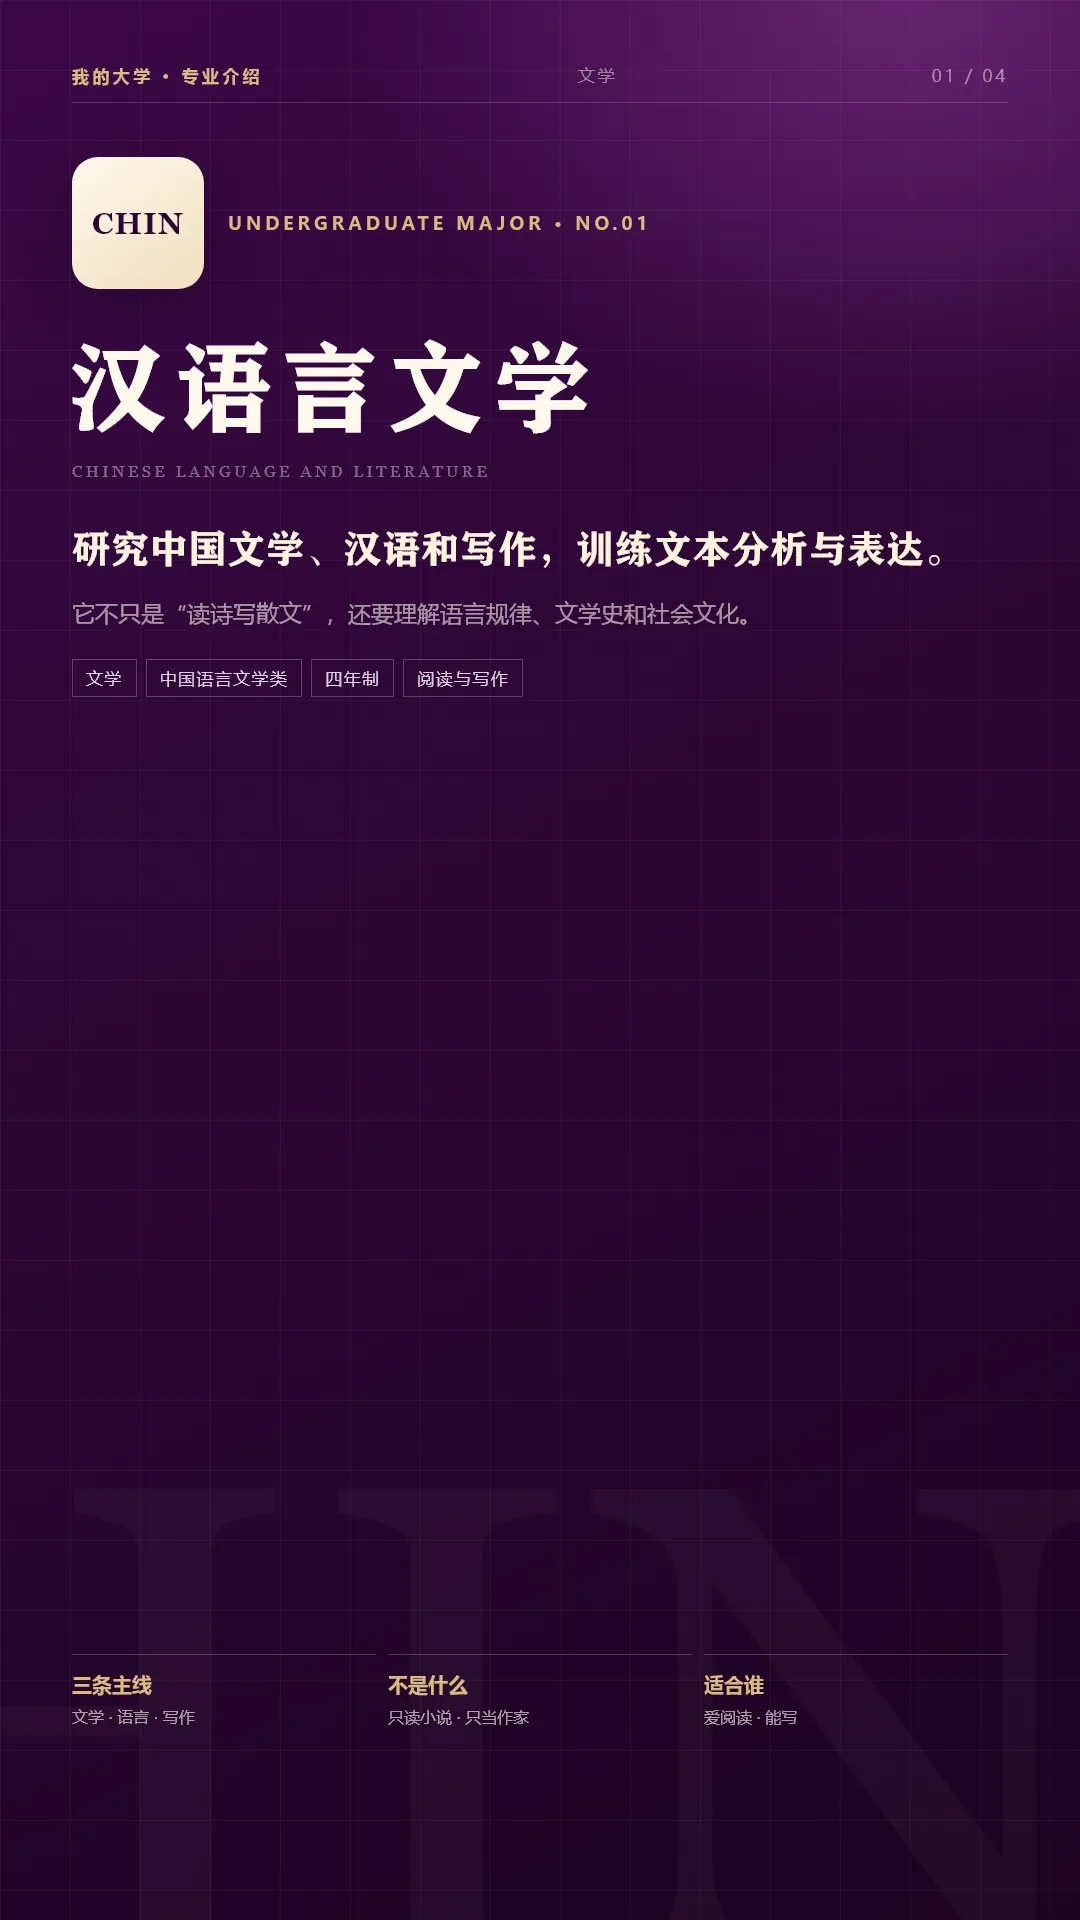 我的大学 · 专业介绍
文学
01 / 04
CHIN
UNDERGRADUATE MAJOR • NO.01
汉语言文学
CHINESE LANGUAGE AND LITERATURE
研究中国文学、汉语和写作，训练文本分析与表达。
它不只是“读诗写散文”，还要理解语言规律、文学史和社会文化。
文学
中国语言文学类
四年制
阅读与写作
三条主线
文学 · 语言 · 写作
不是什么
只读小说 · 只当作家
适合谁
爱阅读 · 能写
HIN